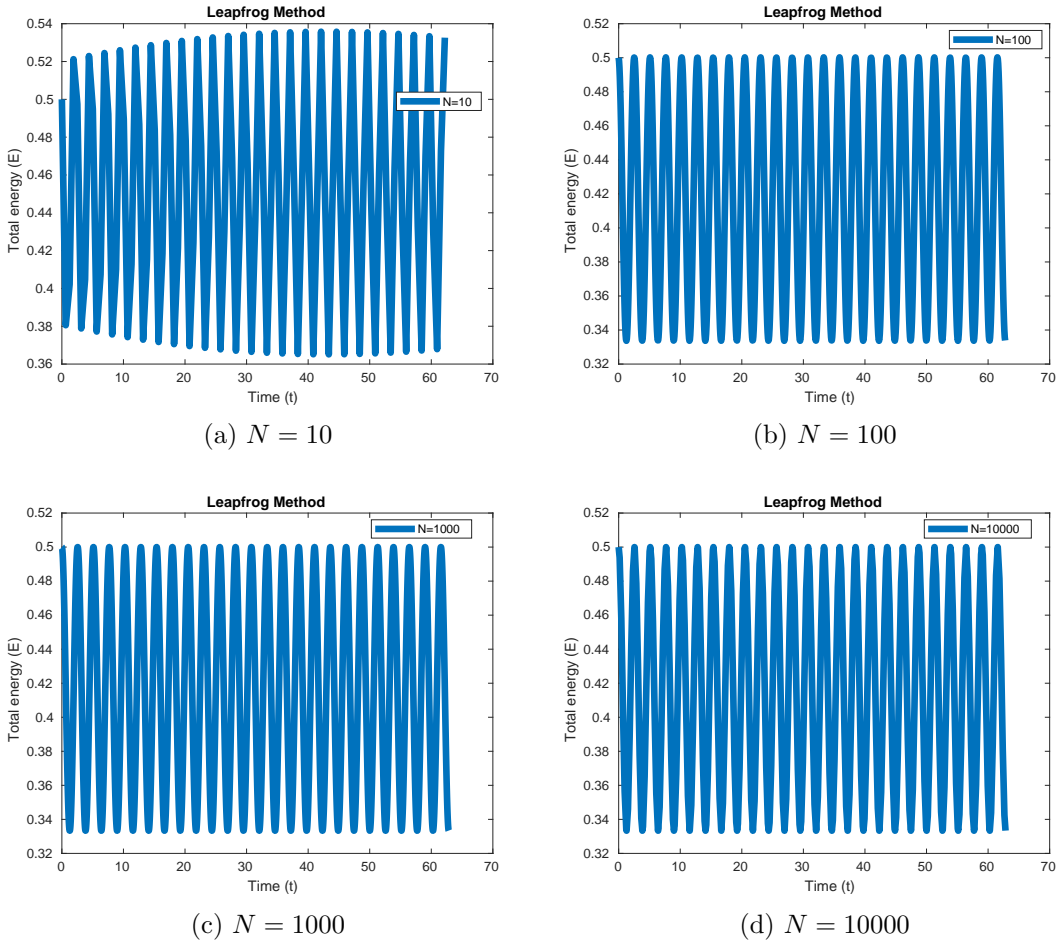 Leapfrog Method
0.54
0.52
0.5
0.48
0.46
0.44
0.42
0.4
0.38
0.36
Total energy (E)
N=10
0 10 20 30 40 50 60 70
Time (t)
(a) N = 10
Leapfrog Method
0.52
0.5
0.48
0.46
0.44
0.42
0.4
0.38
0.36
0.34
0.32
Total energy (E)
N=100
0 10 20 30 40 50 60 70
Time (t)
(b) N = 100
Leapfrog Method
0.52
0.5
0.48
0.46
0.44
0.42
0.4
0.38
0.36
0.34
0.32
Total energy (E)
N=1000
0 10 20 30 40 50 60 70
Time (t)
(c) N = 1000
Leapfrog Method
0.52
0.5
0.48
0.46
0.44
0.42
0.4
0.38
0.36
0.34
0.32
Total energy (E)
N=10000
0 10 20 30 40 50 60 70
Time (t)
(d) N = 10000